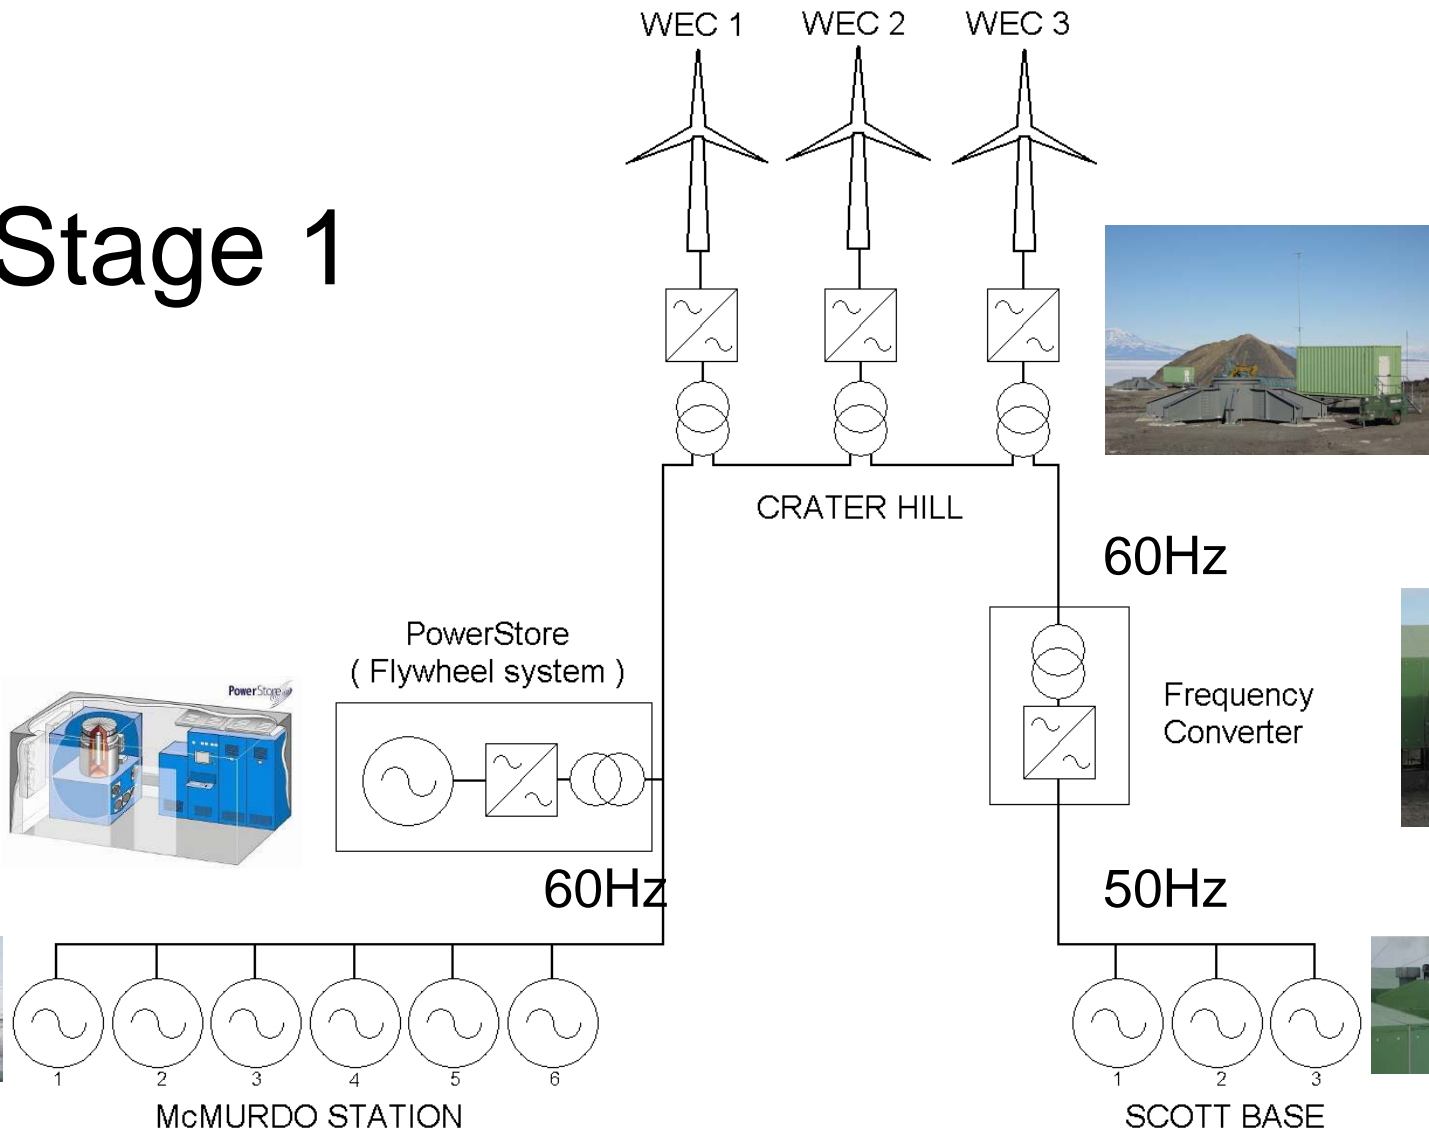 WEC 1
WEC 2
WEC 3
Stage 1
CRATER HILL
60Hz
PowerStore
( Flywheel system )
PowerStore
Frequency
Converter
60Hz
50Hz
1
2
3
4
5
6
McMURDO STATION
1
2
3
SCOTT BASE